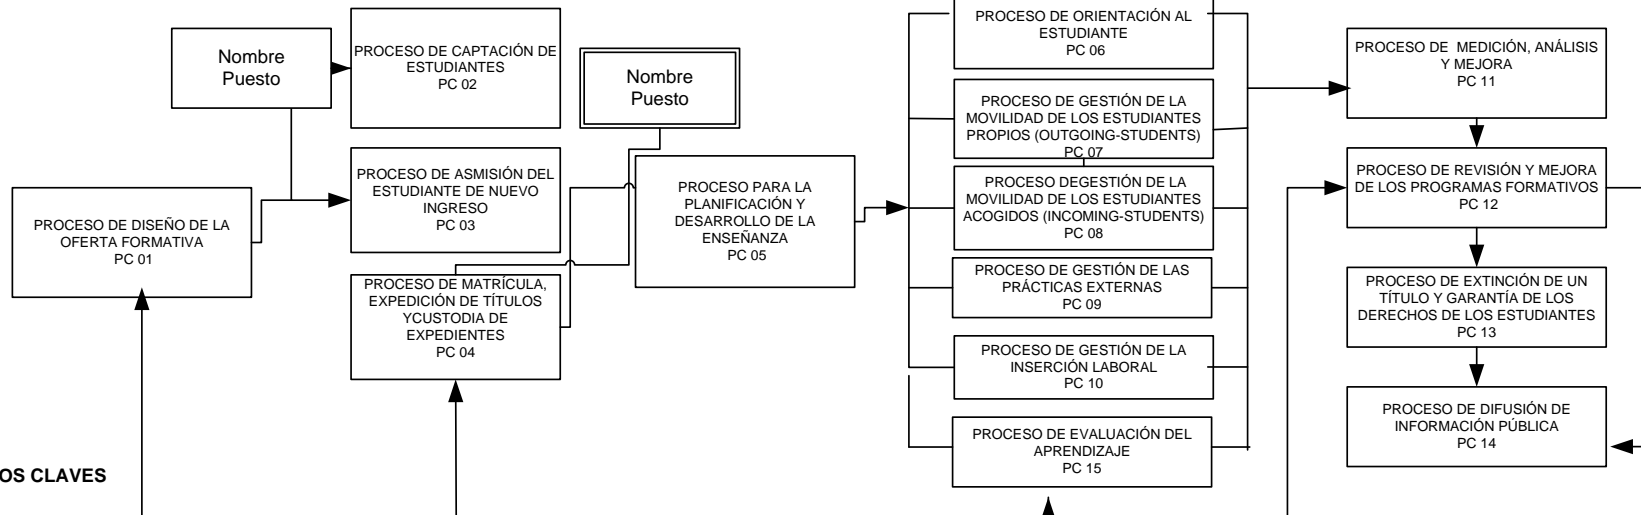 Nombre
Puesto
PROCESO DE CAPTACIÓN DE
ESTUDIANTES
PC 02
Nombre
Puesto
PROCESO DE ASMISIÓN DEL
ESTUDIANTE DE NUEVO
INGRESO
PC 03
PROCESO DE DISEÑO DE LA
OFERTA FORMATIVA
PC 01
PROCESO DE MATRÍCULA,
EXPEDICIÓN DE TÍTULOS
YCUSTODIA DE
EXPEDIENTES
PC 04
PROCESO PARA LA
PLANIFICACIÓN Y
DESARROLLO DE LA
ENSEÑANZA
PC 05
PROCESO DE ORIENTACIÓN AL
ESTUDIANTE
PC 06
PROCESO DE GESTIÓN DE LA
MOVILIDAD DE LOS ESTUDIANTES
PROPIOS (OUTGOING-STUDENTS)
PC 07
PROCESO DEGESTIÓN DE LA
MOVILIDAD DE LOS ESTUDIANTES
ACOGIDOS (INCOMING-STUDENTS)
PC 08
PROCESO DE GESTIÓN DE LAS
PRÁCTICAS EXTERNAS
PC 09
PROCESO DE GESTIÓN DE LA
INSERCIÓN LABORAL
PC 10
PROCESO DE EVALUACIÓN DEL
APRENDIZAJE
PC 15
PROCESO DE MEDICIÓN, ANÁLISIS
Y MEJORA
PC 11
PROCESO DE REVISIÓN Y MEJORA
DE LOS PROGRAMAS FORMATIVOS
PC 12
PROCESO DE EXTINCIÓN DE UN
TÍTULO Y GARANTÍA DE LOS
DERECHOS DE LOS ESTUDIANTES
PC 13
PROCESO DE DIFUSIÓN DE
INFORMACIÓN PÚBLICA
PC 14
OS CLAVES